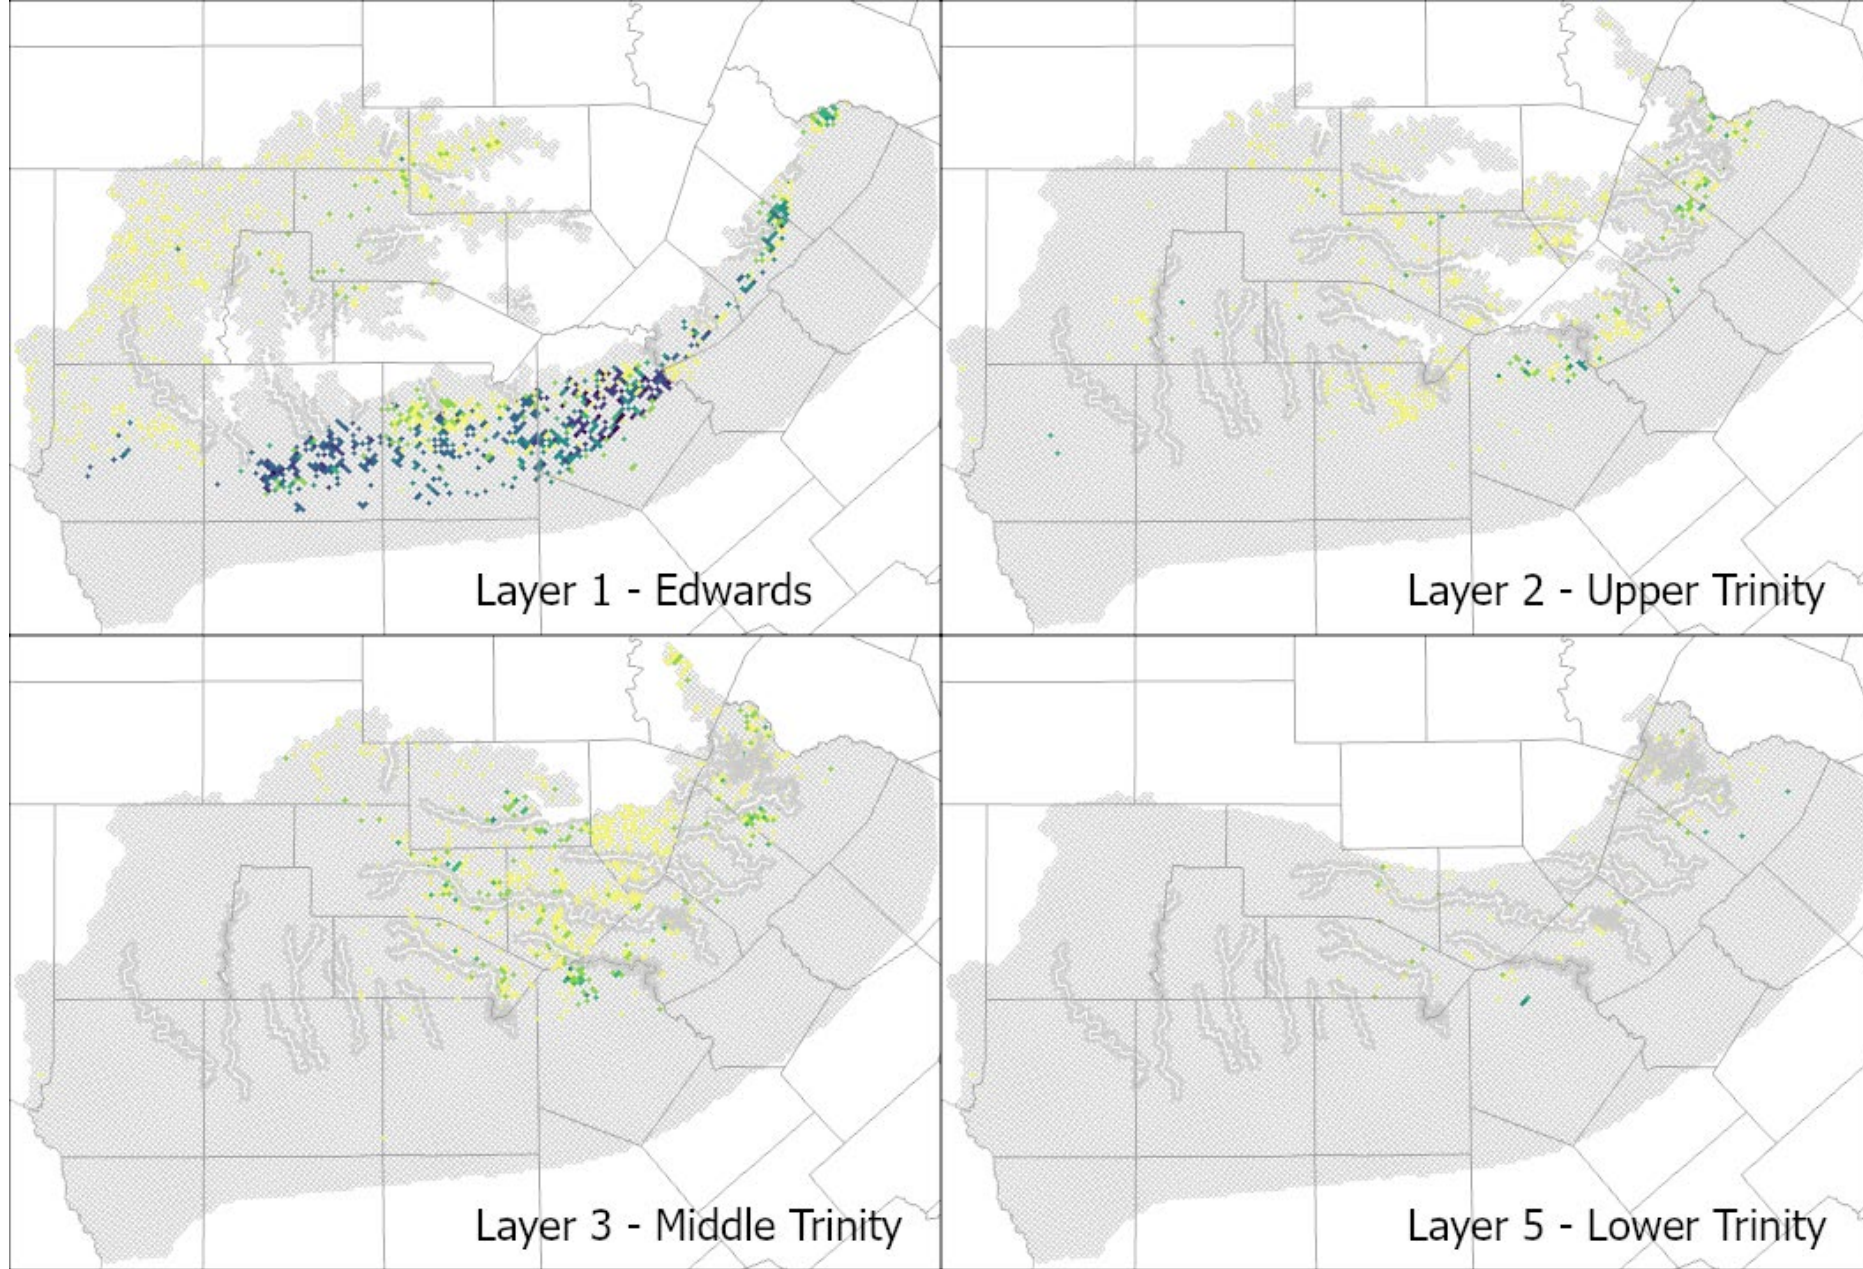 Layer 1 - Edwards
Layer 2 - Upper Trinity
Layer 3 - Middle Trinity
Layer 5 - Lower Trinity